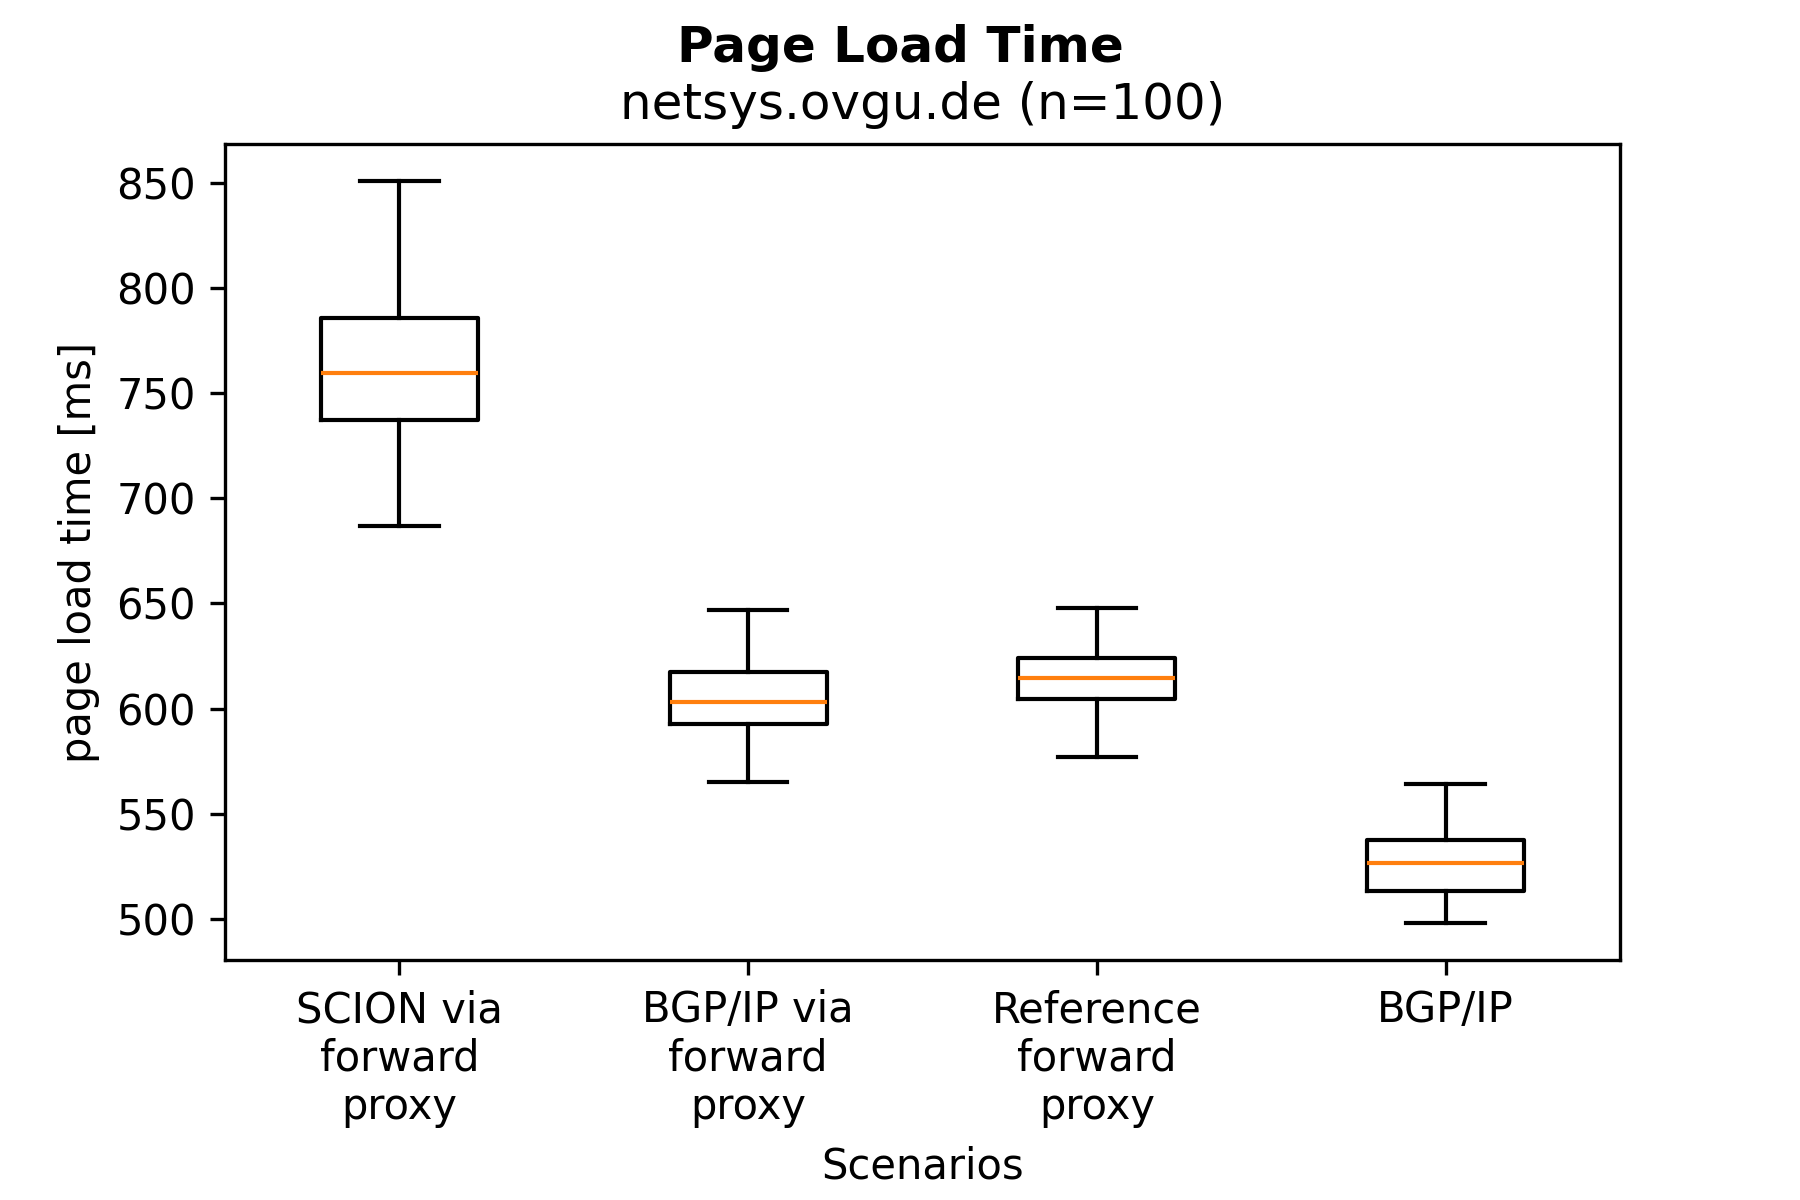 Page Load Time
netsys.ovgu.de (n=100)
page load time [ms]
850
800
750
700
650
600
550
500
SCION via
forward
proxy
BGP/IP via
forward
proxy
Reference
forward
proxy
BGP/IP
Scenarios